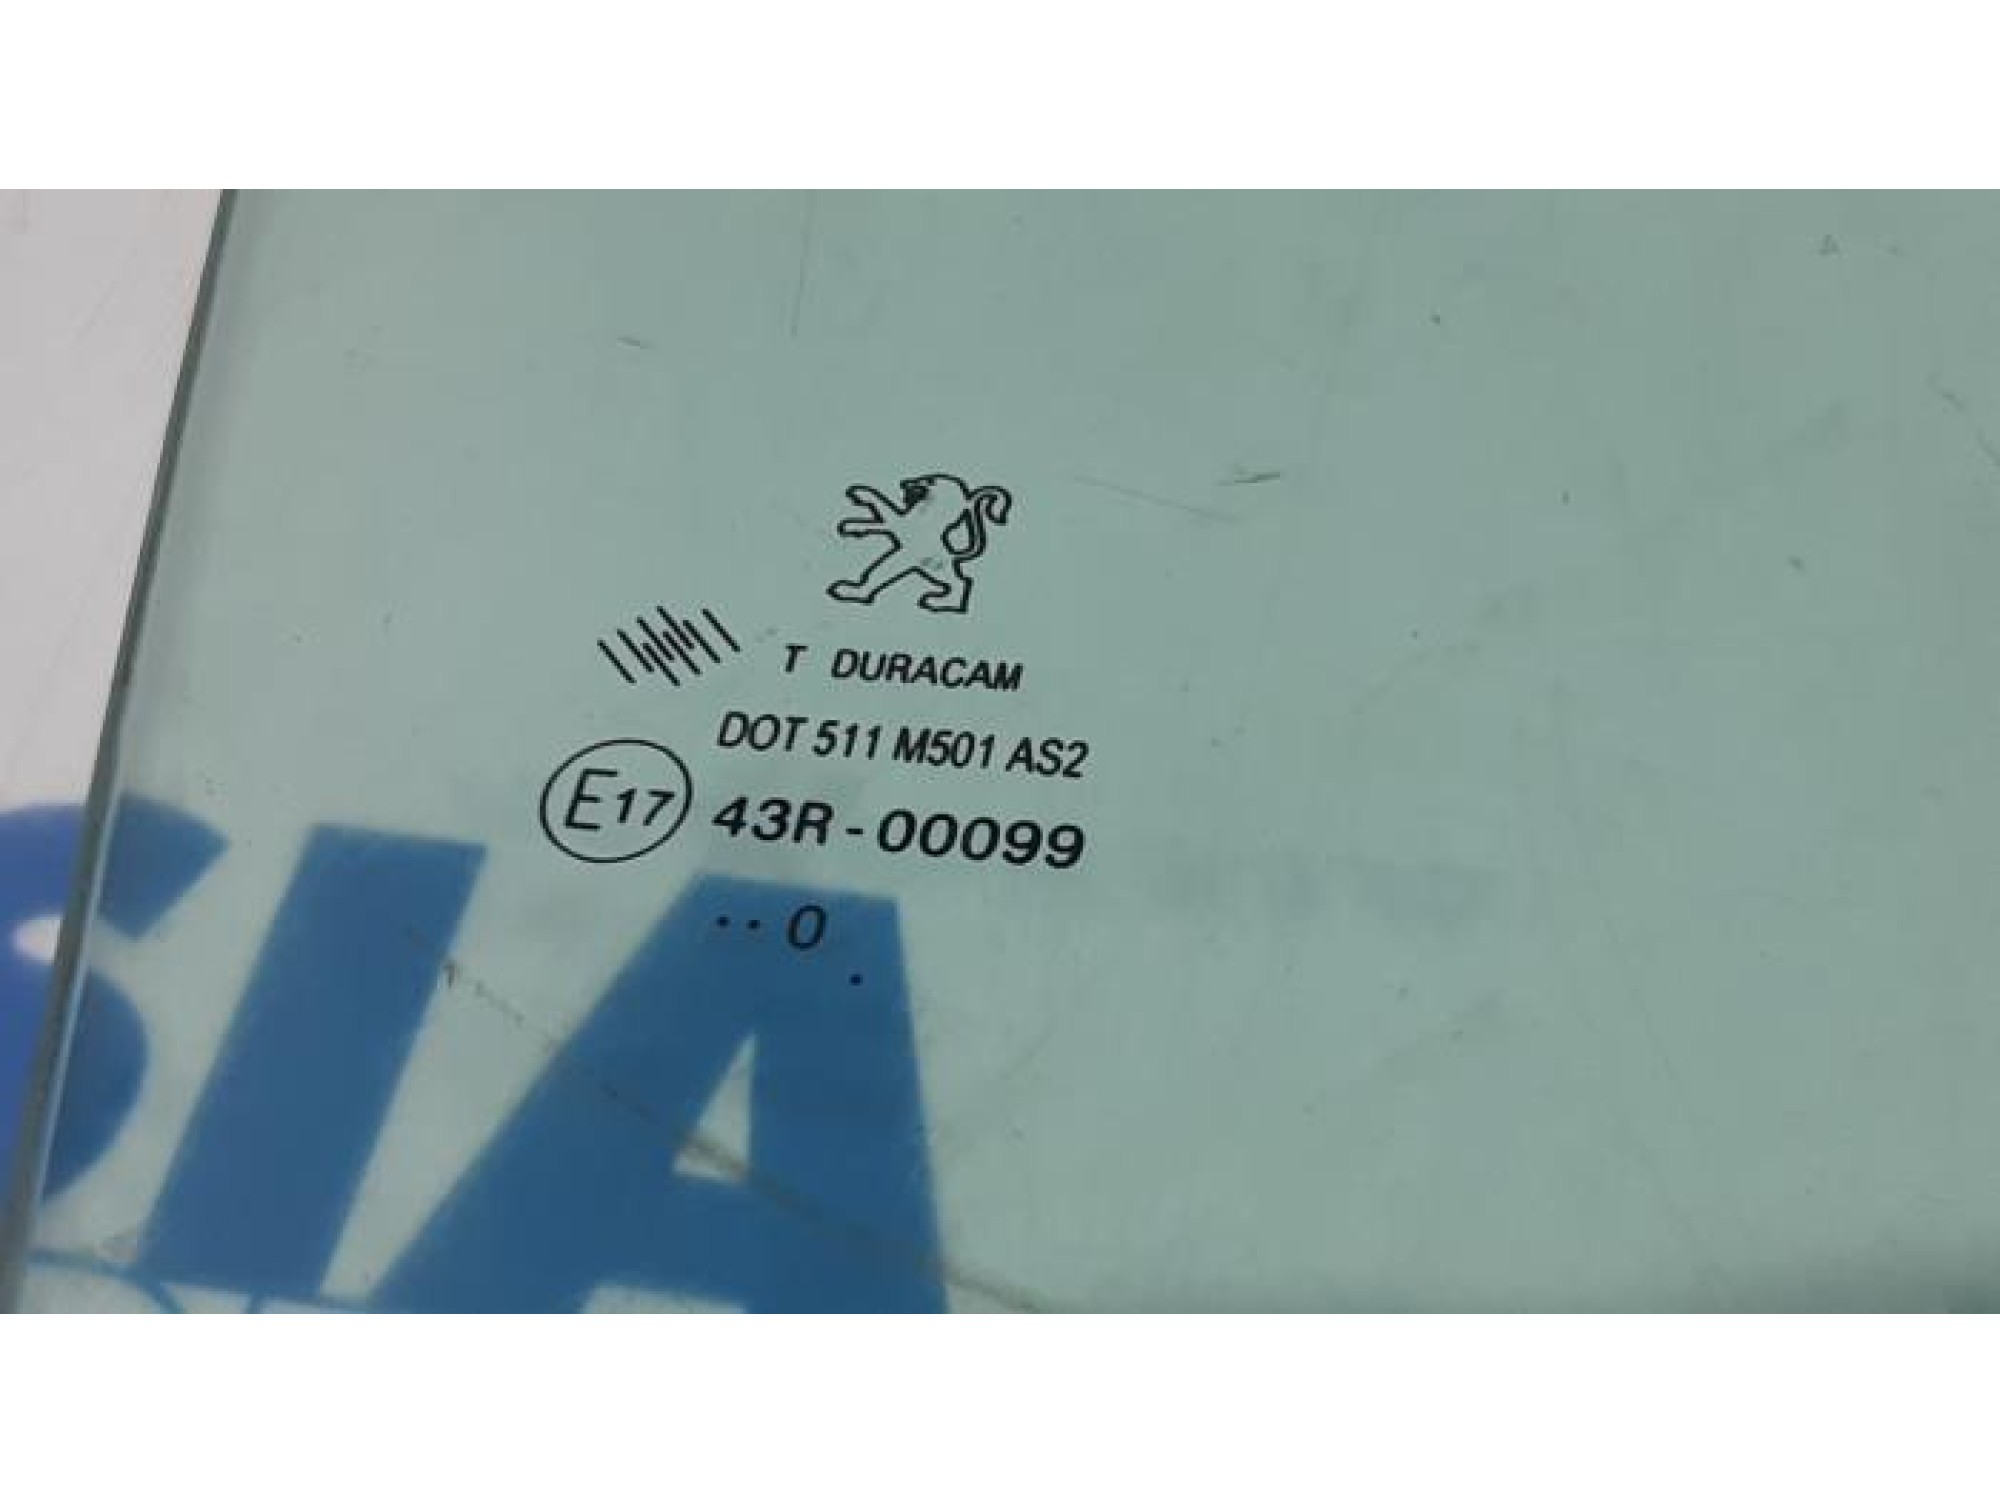 T DURACAM
DOT 511 M501 AS2
E17 43R-00099
··0
.
SIA